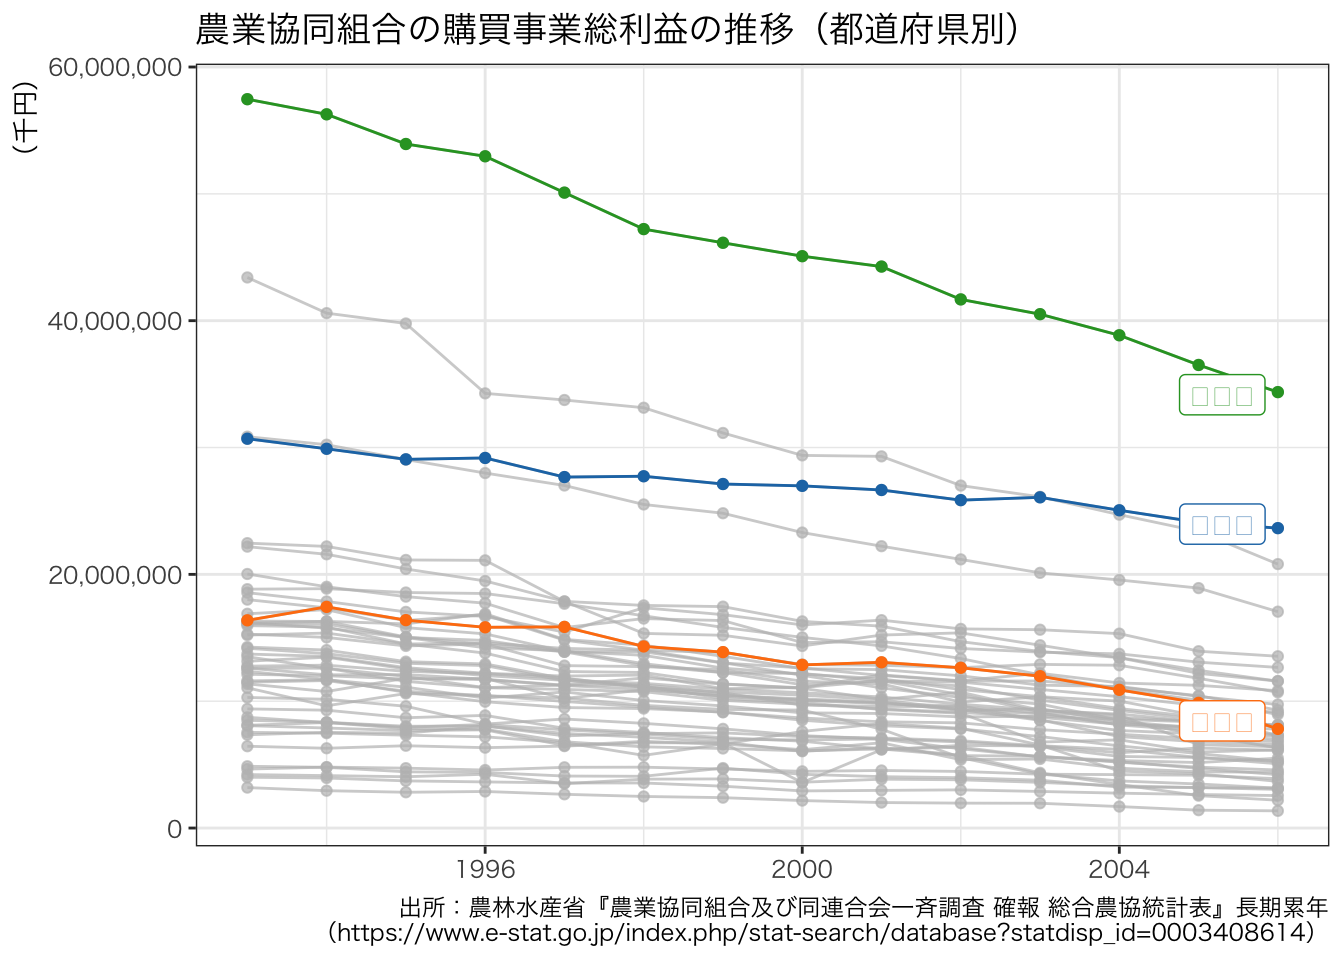 農業協同組合の購買事業総利益の推移（都道府県別）
（千円）
60,000,000
40,000,000
20,000,000
0
1996
2000
2004
出所：農林水産省『農業協同組合及び同連合会一斉調査 確報 総合農協統計表』長期累年
（https://www.e-stat.go.jp/index.php/stat-search/database?statdisp_id=0003408614）